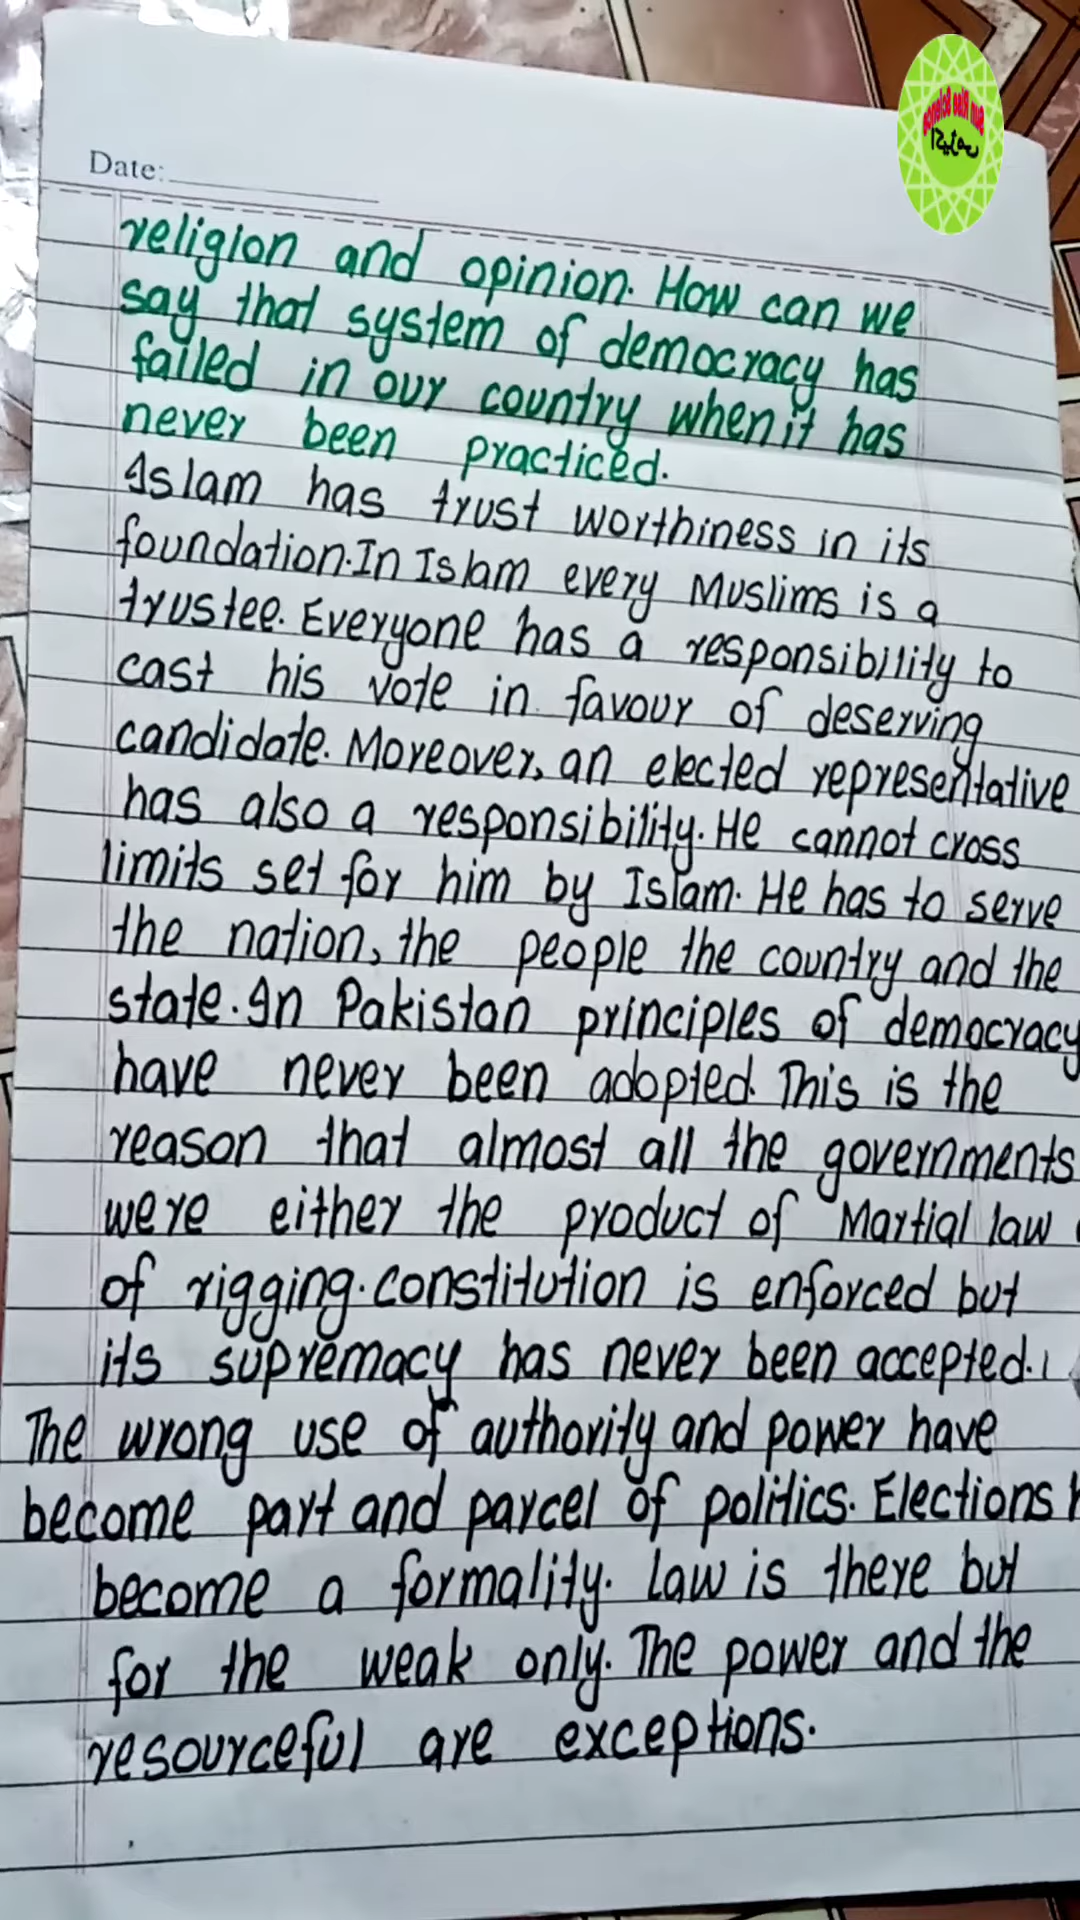 Date:
religion and opinion. How can we
say that system of democracy has
failed in our country when it has
never been practiced.
Islam has trust worthiness in its
foundation. In Islam every Muslims is a
trustee. Everyone has a responsibility to
cast his vote in favour of deserving
candidate. Moreover, an elected representative
has also a responsibility. He cannot cross
limits set for him by Islam. He has to serve
the nation, the people the country and the
state. In Pakistan principles of democracy
have never been adopted. This is the
reason that almost all the governments
were either the product of Martial law
of rigging. constitution is enforced but
its supremacy has never been accepted.
The wrong use of authority and power have
become part and parcel of politics. Elections
become a formality. law is there but
for the weak only. The power and the
resourceful are exceptions.